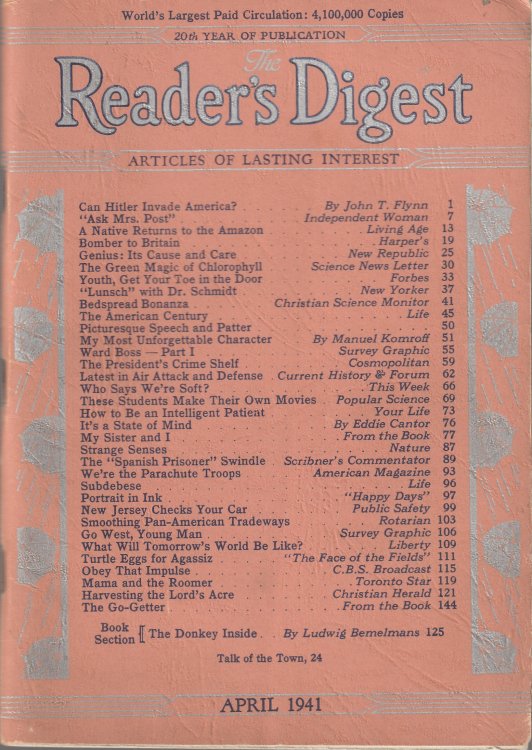 World's Largest Paid Circulation: 4,100,000 Copies
20th YEAR OF PUBLICATION
The
Reader's Digest
ARTICLES OF LASTING INTEREST
Can Hitler Invade America? . . . By John T. Flynn 1
"Ask Mrs. Post" . . . Independent Woman 7
A Native Returns to the Amazon . . . Living Age 13
Bomber to Britain . . . Harper's 19
Genius: Its Cause and Care . . . New Republic 25
The Green Magic of Chlorophyll . . . Science News Letter 30
Youth, Get Your Toe in the Door . . . Forbes 33
"Lunsch" with Dr. Schmidt . . . New Yorker 37
Bedspread Bonanza . . . Christian Science Monitor 41
The American Century . . . Life 45
Picturesque Speech and Patter . . . 50
My Most Unforgettable Character . . . By Manuel Komroff 51
Ward Boss — Part I . . . Survey Graphic 55
The President's Crime Shelf . . . Cosmopolitan 59
Latest in Air Attack and Defense . Current History & Forum 62
Who Says We're Soft? . . . This Week 66
These Students Make Their Own Movies Popular Science 69
How to Be an Intelligent Patient . . . Your Life 73
It's a State of Mind . . . By Eddie Cantor 76
My Sister and I . . . From the Book 77
Strange Senses . . . Nature 87
The "Spanish Prisoner" Swindle . Scribner's Commentator 89
We're the Parachute Troops . . . American Magazine 93
Subdebese . . . Life 96
Portrait in Ink . . . "Happy Days" 97
New Jersey Checks Your Car . . . Public Safety 99
Smoothing Pan-American Tradeways . . . Rotarian 103
Go West, Young Man . . . Survey Graphic 106
What Will Tomorrow's World Be Like? . . . Liberty 109
Turtle Eggs for Agassiz . . . "The Face of the Fields" 111
Obey That Impulse . . . C.B.S. Broadcast 115
Mama and the Roomer . . . Toronto Star 119
Harvesting the Lord's Acre . . . Christian Herald 121
The Go-Getter . . . From the Book 144
Book Section [ The Donkey Inside . . By Ludwig Bemelmans 125
Talk of the Town, 24
APRIL 1941